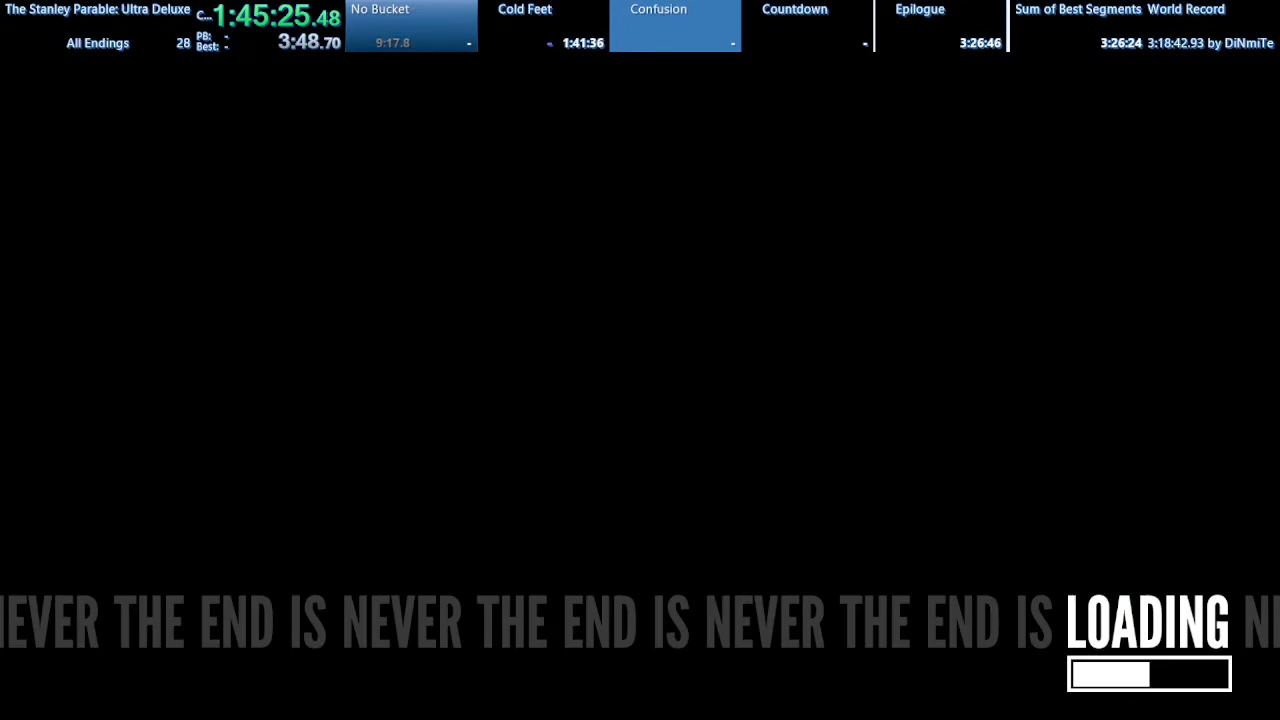 The Stanley Parable: Ultra Deluxe
All Endings 28
C... 1:45:25.48
PB: -
Best: -
3:48.70
No Bucket
9:17.8 -
Cold Feet
- 1:41:36
Confusion
-
Countdown
-
Epilogue
3:26:46
Sum of Best Segments
3:26:24
World Record
3:18:42.93 by DiNmiTe
NEVER THE END IS NEVER THE END IS NEVER THE END IS LOADING NE